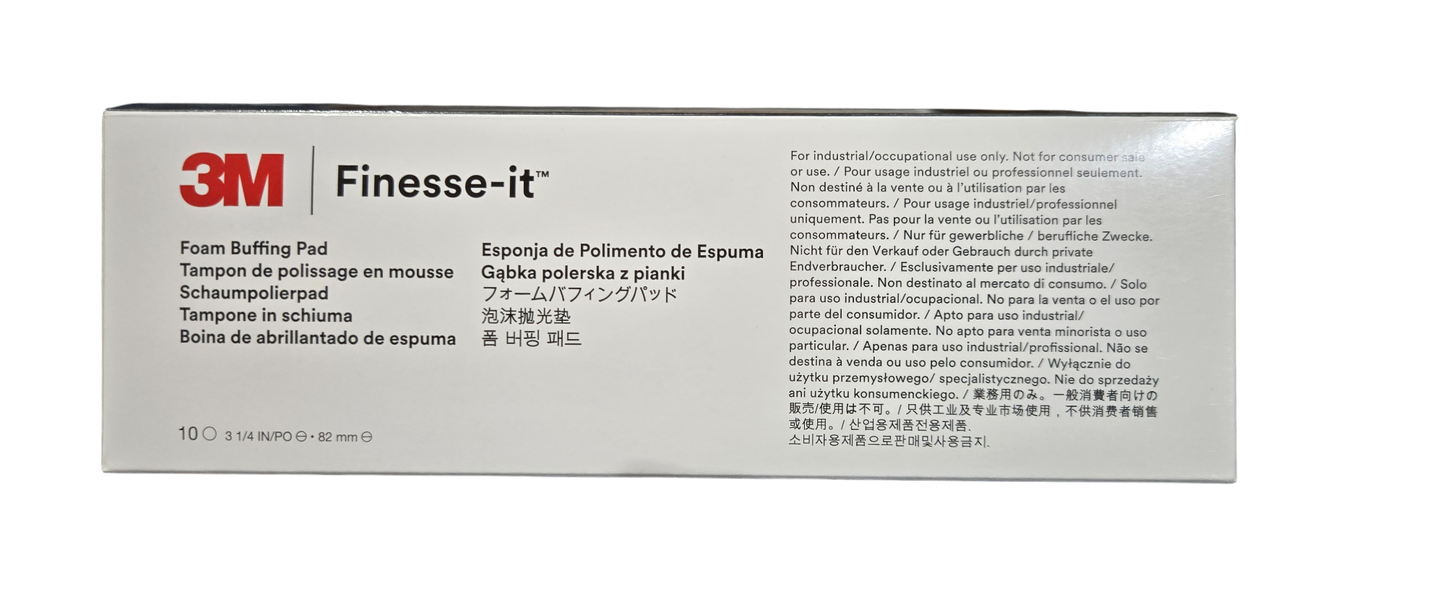 3M
Finesse-it™
Foam Buffing Pad
Tampon de polissage en mousse
Schaumpolierpad
Tampone in schiuma
Boina de abrillantado de espuma
Esponja de Polimento de Espuma
Gąbka polerska z pianki
フォームバフィングパッド
泡沫抛光垫
폼 버핑 패드
10 3 1/4 IN/PO • 82 mm
For industrial/occupational use only. Not for consumer sale
or use. / Pour usage industriel ou professionnel seulement.
Non destiné à la vente ou à l'utilisation par les
consommateurs. / Pour usage industriel/professionnel
uniquement. Pas pour la vente ou l'utilisation par les
consommateurs. / Nur für gewerbliche / berufliche Zwecke.
Nicht für den Verkauf oder Gebrauch durch private
Endverbraucher. / Esclusivamente per uso industriale/
professionale. Non destinato al mercato di consumo. / Solo
para uso industrial/ocupacional. No para la venta o el uso por
parte del consumidor. / Apto para uso industrial/
ocupacional solamente. No apto para venta minorista o uso
particular. / Apenas para uso industrial/profissional. Não se
destina à venda ou uso pelo consumidor. / Wyłącznie do
użytku przemysłowego/ specjalistycznego. Nie do sprzedaży
ani użytku konsumenckiego. / 業務用のみ。一般消費者向けの
販売/使用は不可。/ 只供工业及专业市场使用，不供消费者销售
或使用。/ 산업용제품전용제품.
소비자용제품으로판매및사용금지.